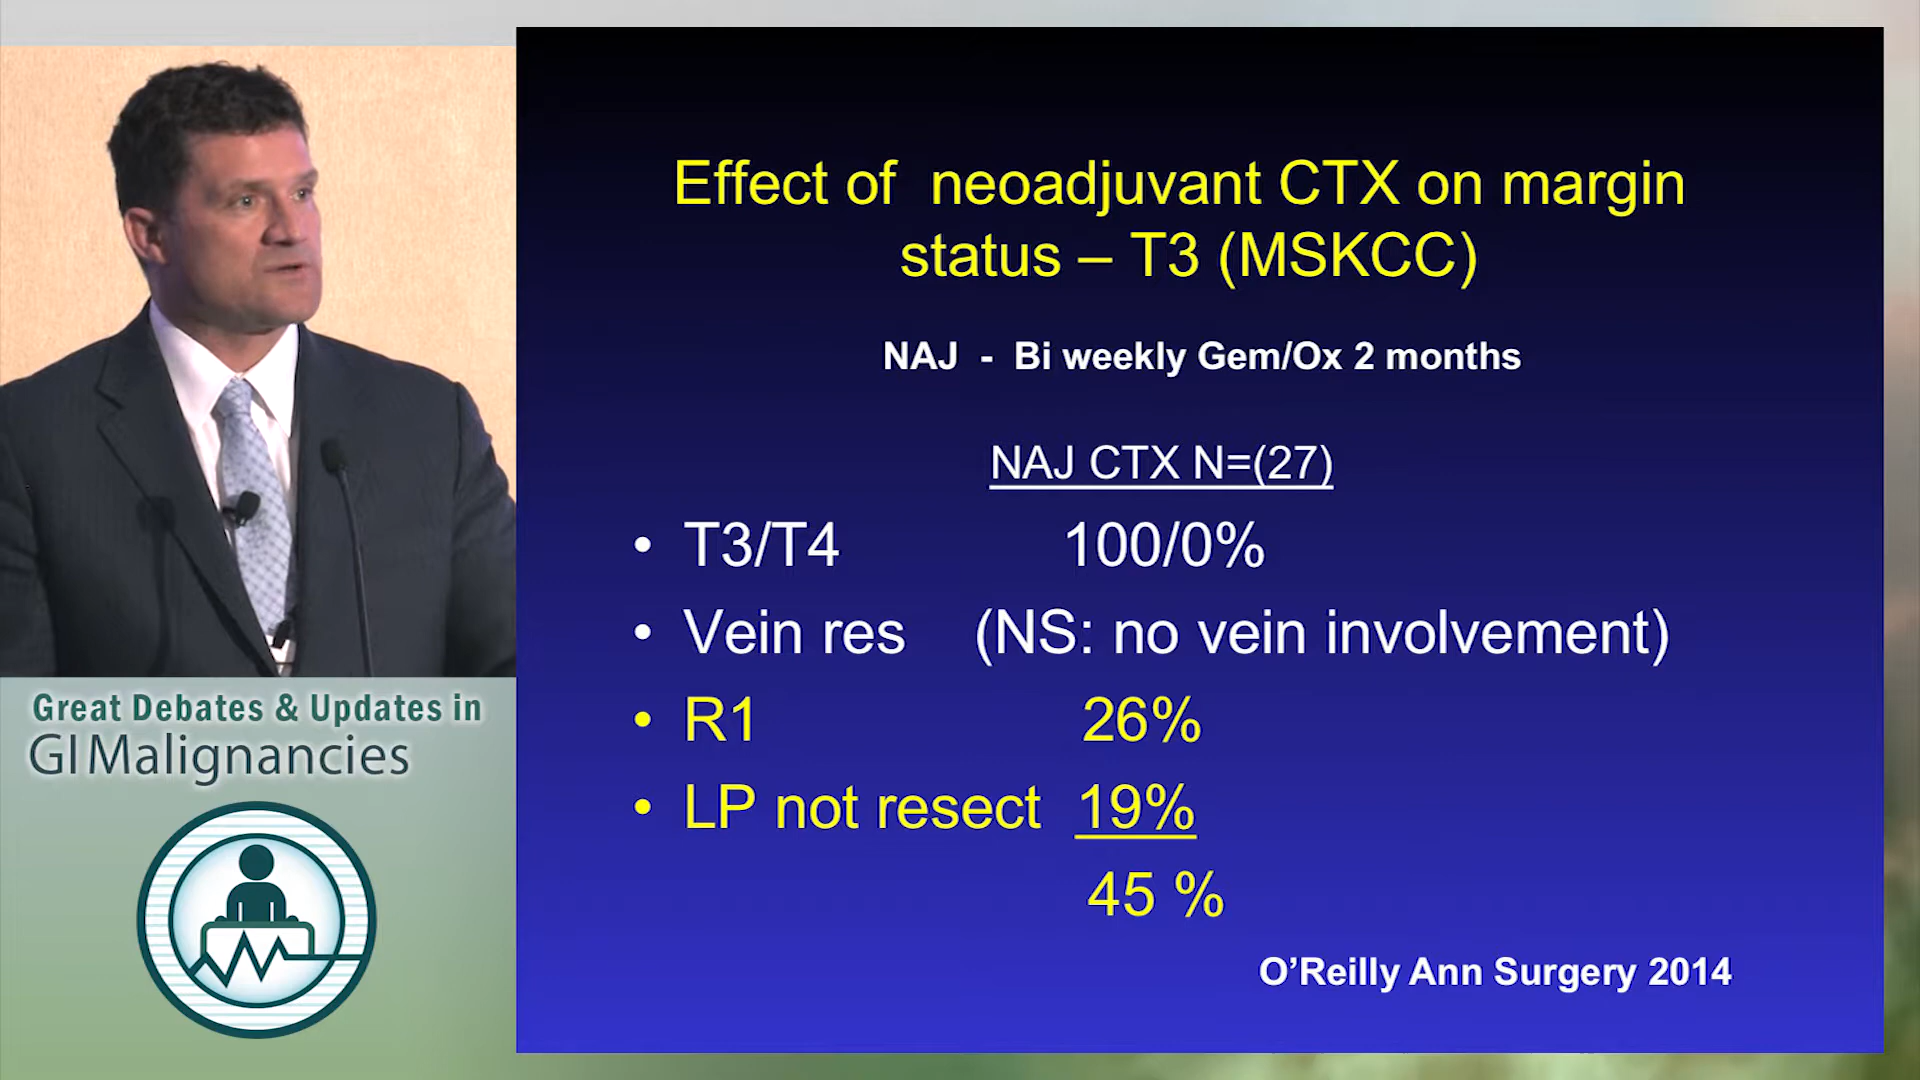 Effect of neoadjuvant CTX on margin
status – T3 (MSKCC)
NAJ - Bi weekly Gem/Ox 2 months
NAJ CTX N=(27)
• T3/T4 100/0%
• Vein res (NS: no vein involvement)
• R1 26%
• LP not resect 19%
45 %
O’Reilly Ann Surgery 2014
Great Debates & Updates in
GI Malignancies